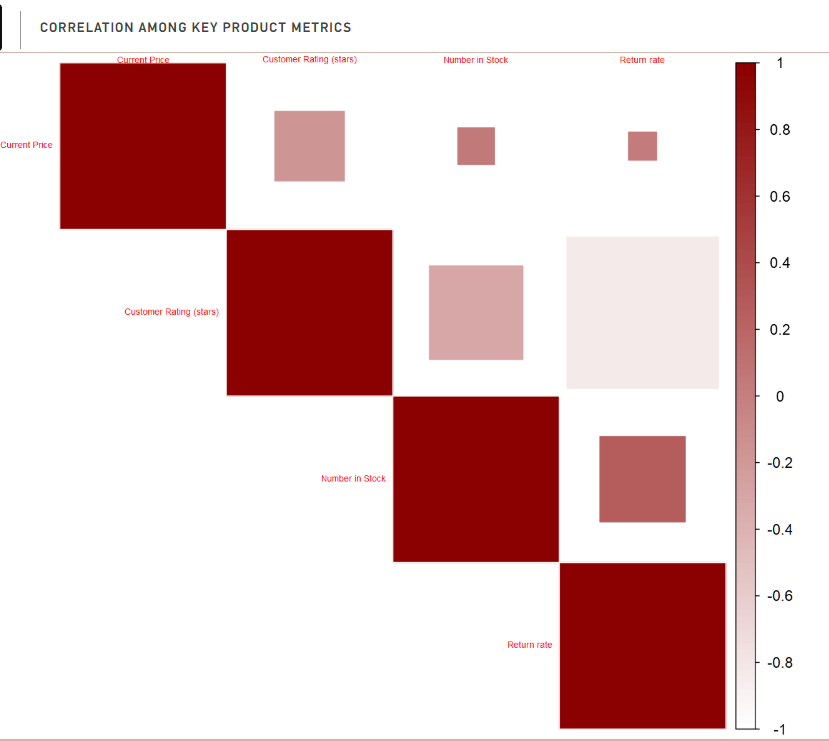 CORRELATION AMONG KEY PRODUCT METRICS
Current Price
Customer Rating (stars)
Number in Stock
Return rate
1
Current Price
Customer Rating (stars)
Number in Stock
Return rate
0.8
0.6
0.4
0.2
0
-0.2
-0.4
-0.6
-0.8
-1